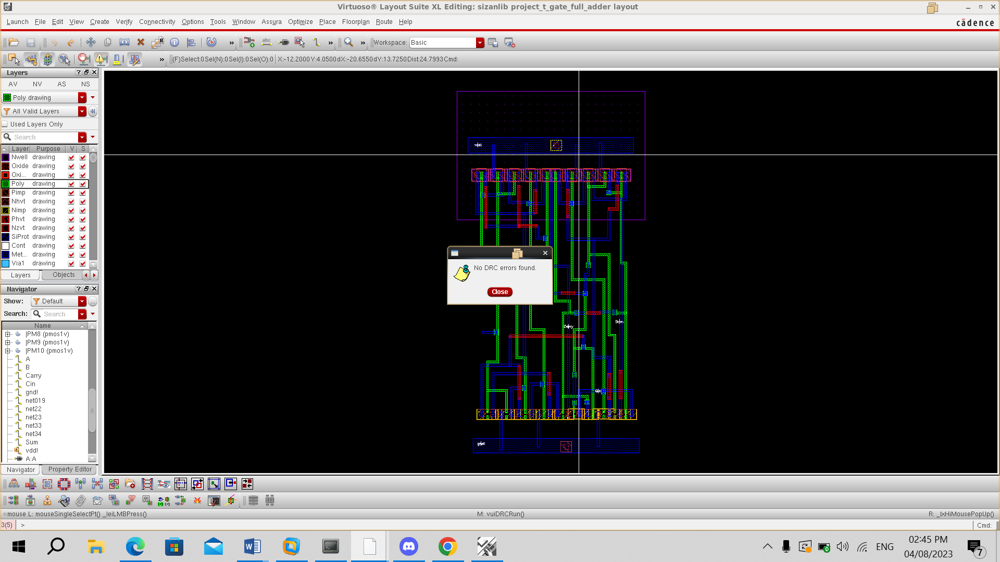 Virtuoso® Layout Suite XL Editing: sizanlib project_t_gate_full_adder layout
Launch File Edit View Create Verify Connectivity Options Tools Window Assura Optimize Place Floorplan Route Help
cādence
Workspace: Basic
(F)Select:0 Sel(N):0 Sel(I):0 Sel(O):0 X:-12.2000 Y:4.0500 dX:-20.6550 dY:13.7250 Dist:24.7993 Cmd:
Layers
AV NV AS NS
Poly drawing
All Valid Layers
Used Layers Only
Search
Layer Purpose V S
Nwell drawing
Oxide drawing
Oxi... drawing
Poly drawing
Pimp drawing
Nhvt drawing
Nimp drawing
Phvt drawing
Nzvt drawing
SiProt drawing
Cont drawing
Met... drawing
Via1 drawing
Layers Objects
Navigator
Show: Default
Search: Search
Name
|PM8 (pmos1v)
|PM9 (pmos1v)
|PM10 (pmos1v)
A
B
Carry
Cin
gnd!
net019
net22
net23
net33
net34
Sum
vdd!
A:A
Navigator Property Editor
No DRC errors found.
Close
Carry
mouse L: mouseSingleSelectPt() _leiLMBPress()
M: vuiDRCRun()
R: _lxHiMousePopUp()
3(5) >
Cmd:
ENG
02:45 PM
04/08/2023
7